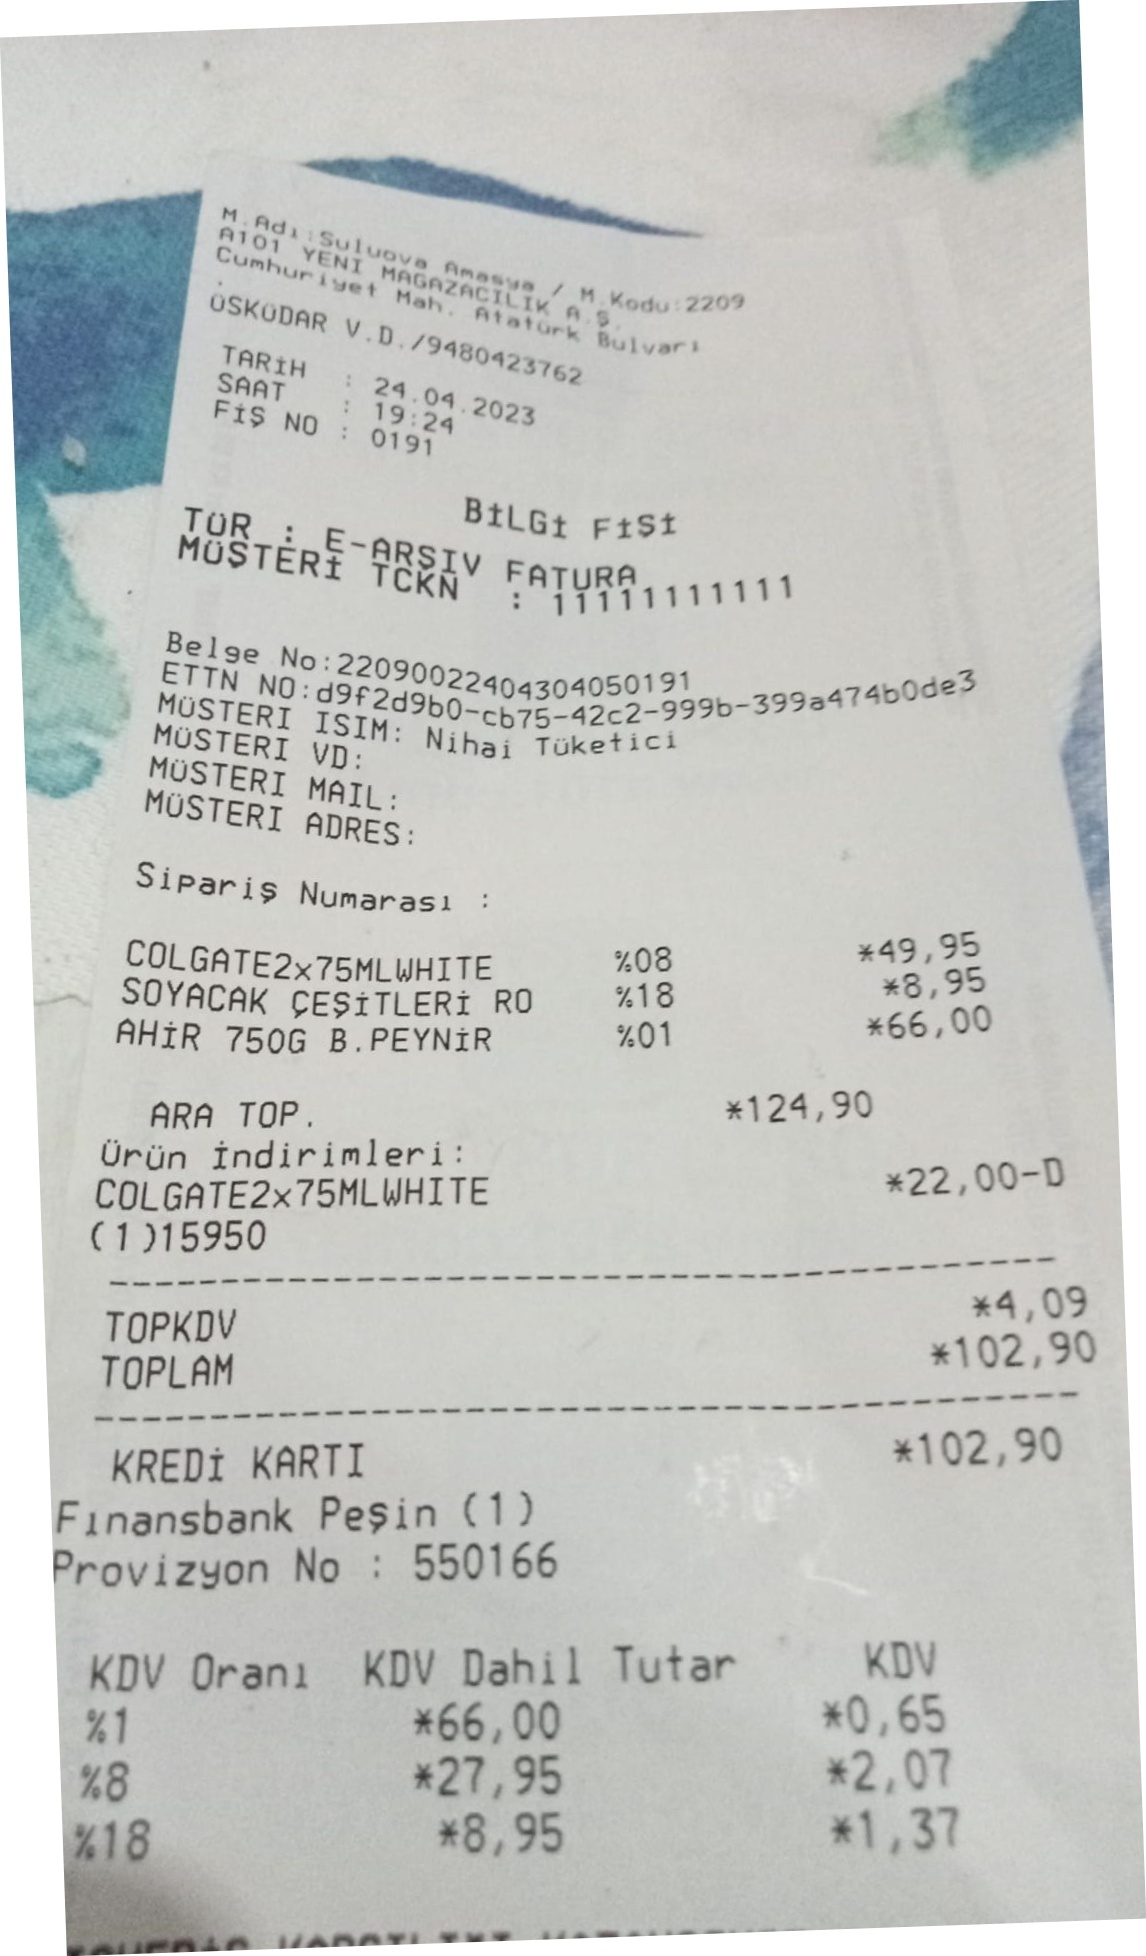 M.Adı:Suluova Amasya / M.Kodu:2209
A101 YENI MAGAZACILIK A.Ş.
Cumhuriyet Mah. Atatürk Bulvarı
.
ÜSKÜDAR V.D./9480423762
TARİH : 24.04.2023
SAAT : 19:24
FİŞ NO : 0191
BİLGİ FİŞİ
TÜR : E-ARŞIV FATURA
MÜŞTERİ TCKN : 11111111111
Belge No:22090022404304050191
ETTN NO:d9f2d9b0-cb75-42c2-999b-399a474b0de3
MÜSTERI ISIM: Nihai Tüketici
MÜSTERI VD:
MÜSTERI MAIL:
MÜSTERI ADRES:
Sipariş Numarası :
COLGATE2x75MLWHITE %08 *49,95
SOYACAK ÇEŞİTLERİ RO %18 *8,95
AHİR 750G B.PEYNİR %01 *66,00
ARA TOP. *124,90
Ürün İndirimleri:
COLGATE2x75MLWHITE *22,00-D
(1)15950
TOPKDV *4,09
TOPLAM *102,90
KREDİ KARTI *102,90
Fınansbank Peşin (1)
Provizyon No : 550166
KDV Oranı KDV Dahil Tutar KDV
%1 *66,00 *0,65
%8 *27,95 *2,07
%18 *8,95 *1,37